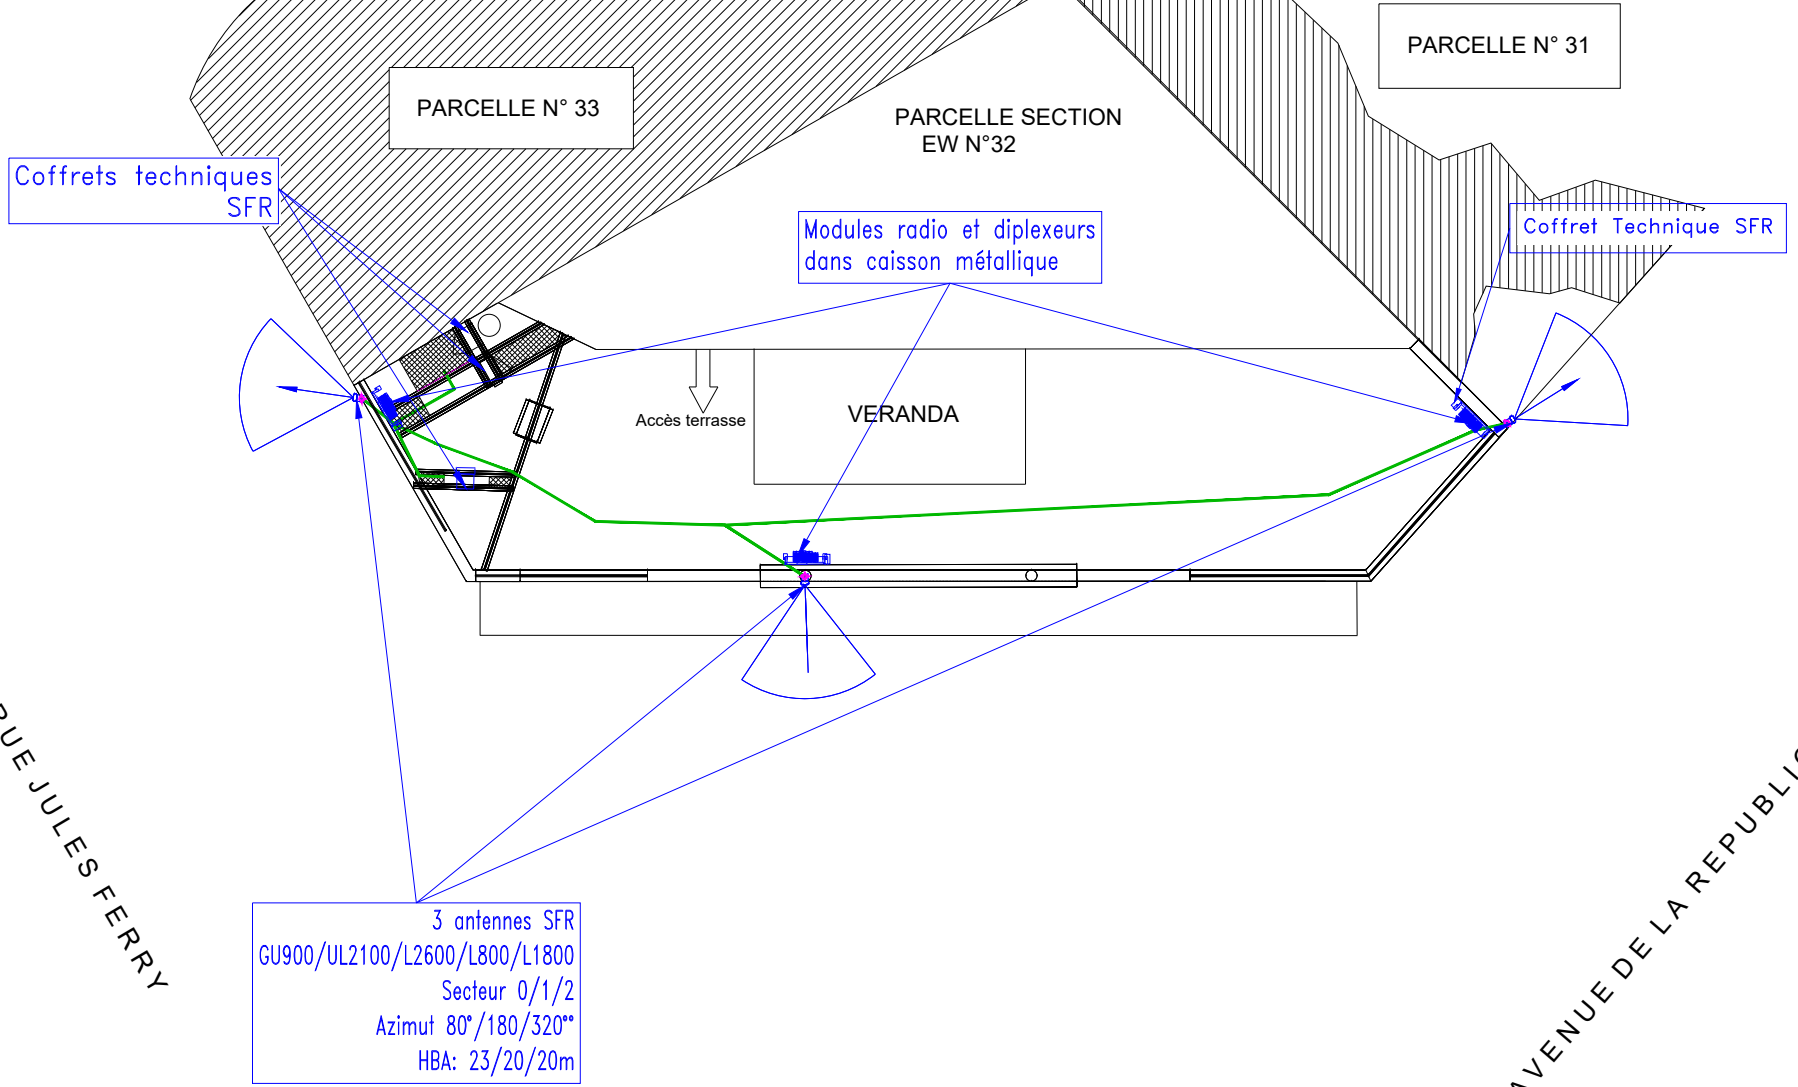 PARCELLE N° 31
PARCELLE N° 33
PARCELLE SECTION
EW N°32
Coffrets techniques
SFR
Modules radio et diplexeurs
dans caisson métallique
Coffret Technique SFR
Accès terrasse
VERANDA
RUE JULES FERRY
AVENUE DE LA REPUBLIC
3 antennes SFR
GU900/UL2100/L2600/L800/L1800
Secteur 0/1/2
Azimut 80°/180/320°°
HBA: 23/20/20m